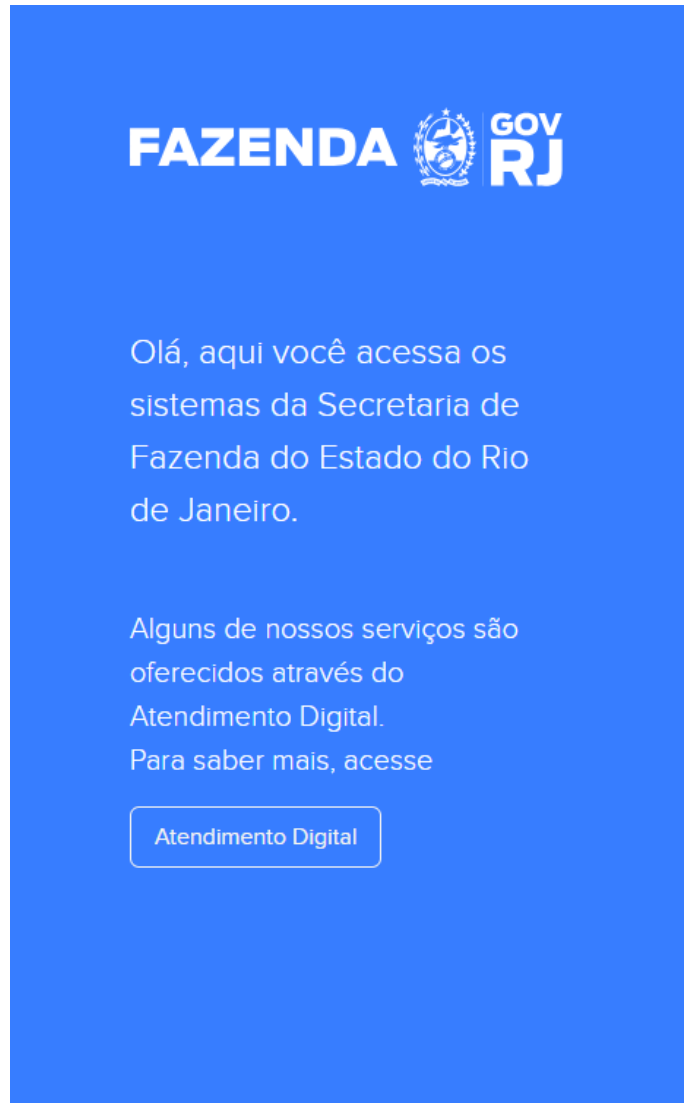 FAZENDA GOV RJ
Olá, aqui você acessa os
sistemas da Secretaria de
Fazenda do Estado do Rio
de Janeiro.
Alguns de nossos serviços são
oferecidos através do
Atendimento Digital.
Para saber mais, acesse
Atendimento Digital